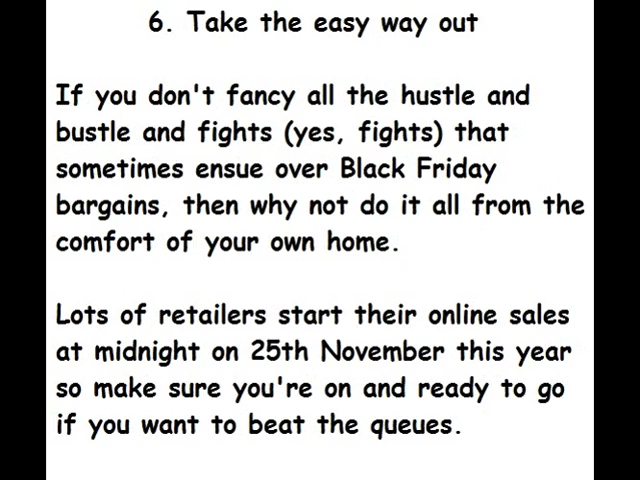 6. Take the easy way out
If you don't fancy all the hustle and
bustle and fights (yes, fights) that
sometimes ensue over Black Friday
bargains, then why not do it all from the
comfort of your own home.
Lots of retailers start their online sales
at midnight on 25th November this year
so make sure you're on and ready to go
if you want to beat the queues.